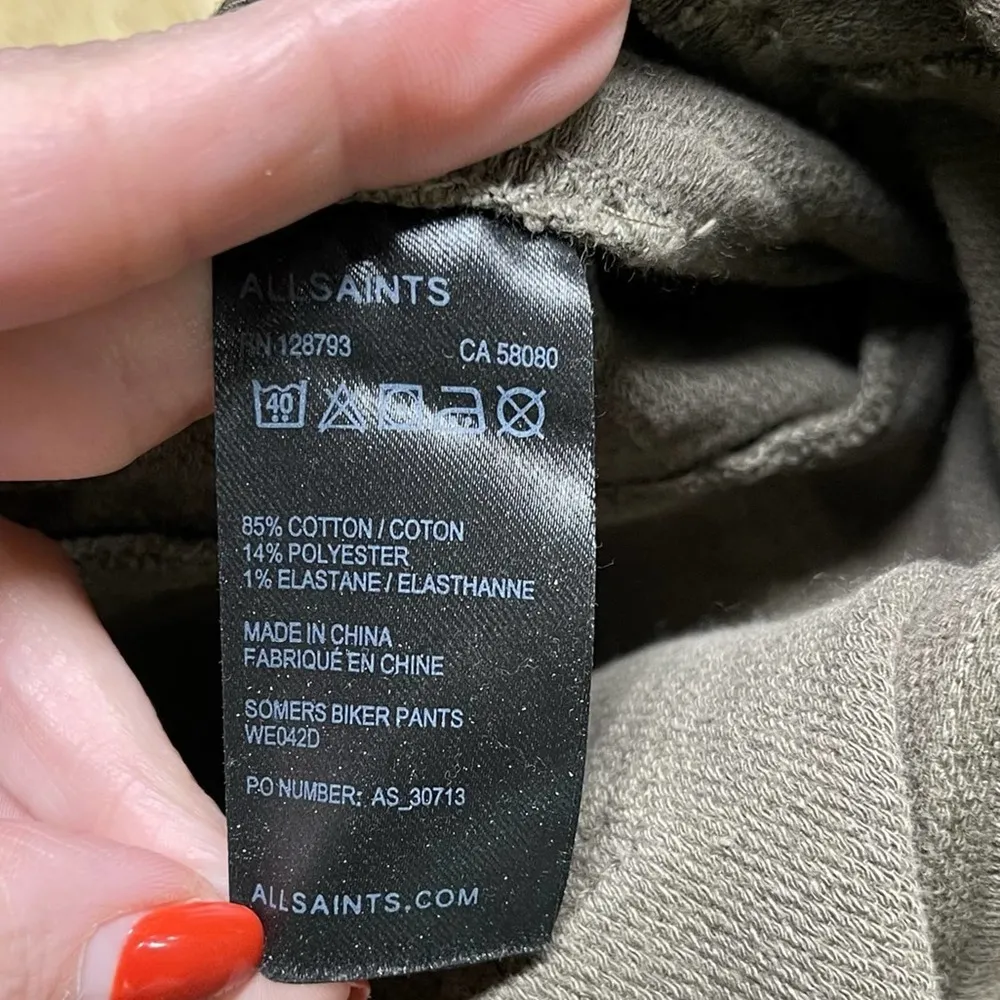 ALLSAINTS
RN 128793 CA 58080
40
85% COTTON / COTON
14% POLYESTER
1% ELASTANE / ELASTHANNE
MADE IN CHINA
FABRIQUÉ EN CHINE
SOMERS BIKER PANTS
WE042D
P.O NUMBER: AS_30713
ALLSAINTS.COM